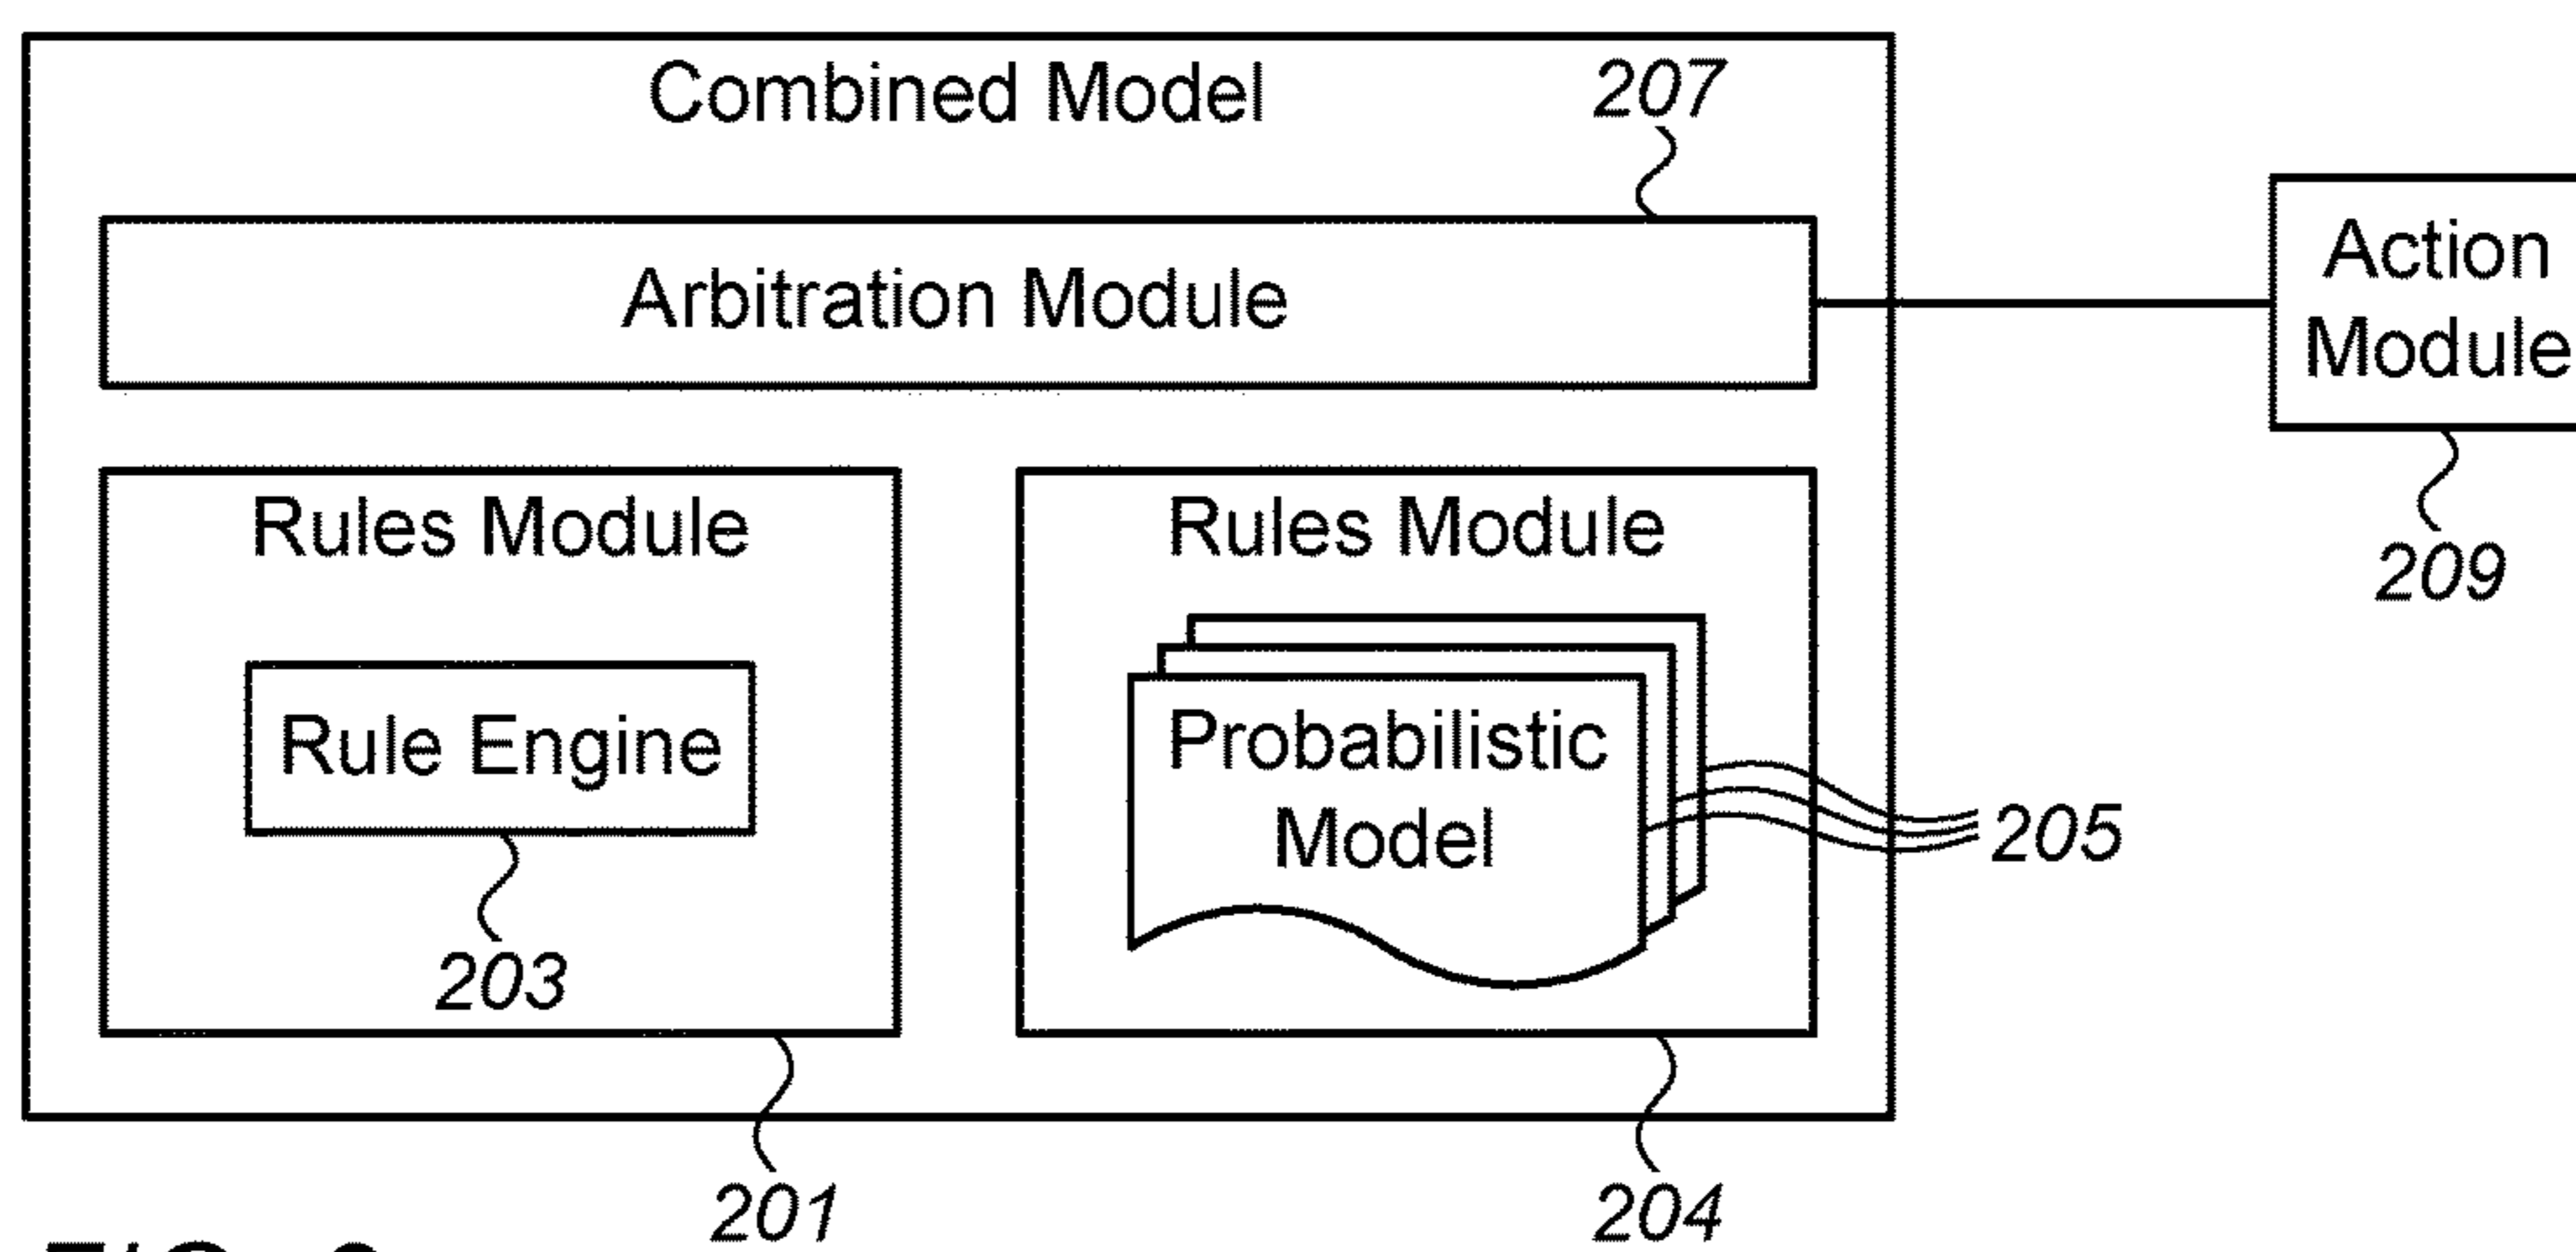 Combined Model
207
Arbitration Module
Action
Module
209
Rules Module
Rule Engine
203
201
Rules Module
Probabilistic
Model
205
204